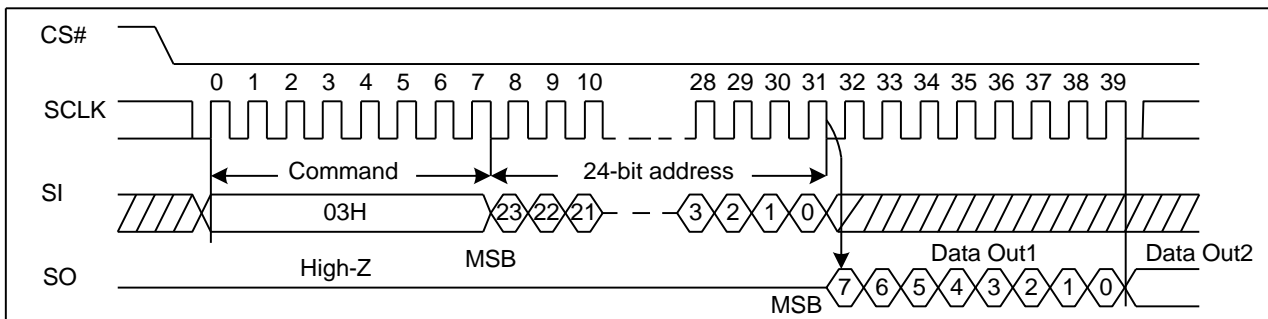 CS#
0 1 2 3 4 5 6 7 8 9 10 28 29 30 31 32 33 34 35 36 37 38 39
SCLK
Command 24-bit address
SI
03H 23 22 21 3 2 1 0
High-Z MSB Data Out1 Data Out2
SO
MSB 7 6 5 4 3 2 1 0